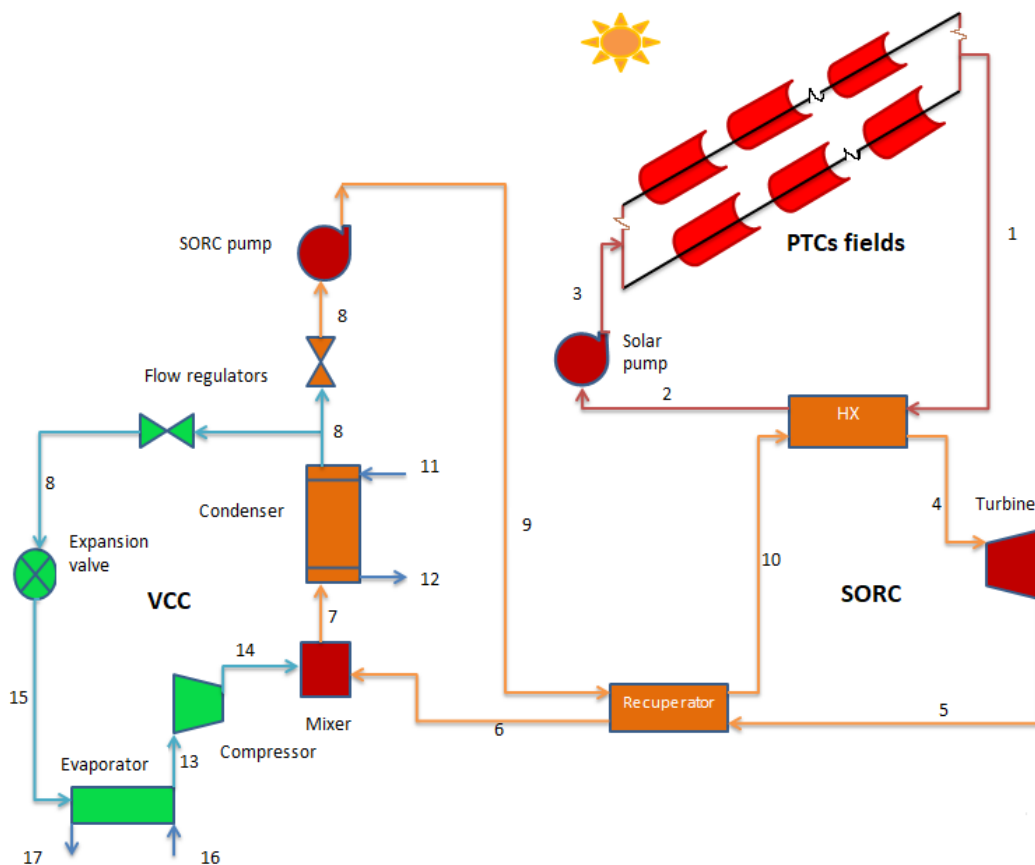 PTCs fields
1
SORC pump
3
8
Solar
pump
Flow regulators
2
HX
8
11
8
Condenser
4
Turbine
9
Expansion
valve
10
12
VCC
SORC
7
14
15
Recuperator
Mixer
6
5
Compressor
13
Evaporator
17
16